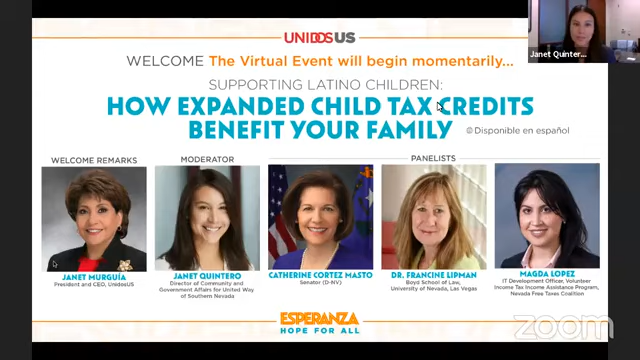 UNIDOSUS
WELCOME The Virtual Event will begin momentarily...
SUPPORTING LATINO CHILDREN:
HOW EXPANDED CHILD TAX CREDITS
BENEFIT YOUR FAMILY
Disponible en español
WELCOME REMARKS
MODERATOR
PANELISTS
JANET MURGUÍA
President and CEO, UnidosUS
JANET QUINTERO
Director of Community and
Government Affairs for United Way
of Southern Nevada
CATHERINE CORTEZ MASTO
Senator (D-NV)
DR. FRANCINE LIPMAN
Boyd School of Law,
University of Nevada, Las Vegas
MAGDA LOPEZ
IT Development Officer, Volunteer
Income Tax Income Assistance Program,
Nevada Free Taxes Coalition
ESPERANZA
HOPE FOR ALL
Janet Quinter...
zoom